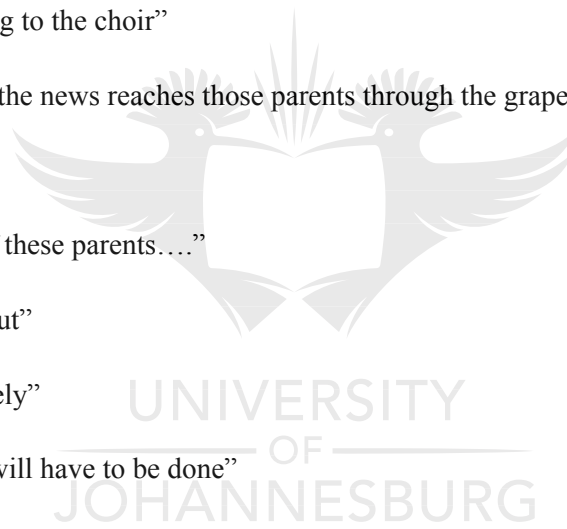 g to the choir”
the news reaches those parents through the grape
these parents….”
ut”
ely”
UNIVERSITY
OF
will have to be done”
JOHANNESBURG